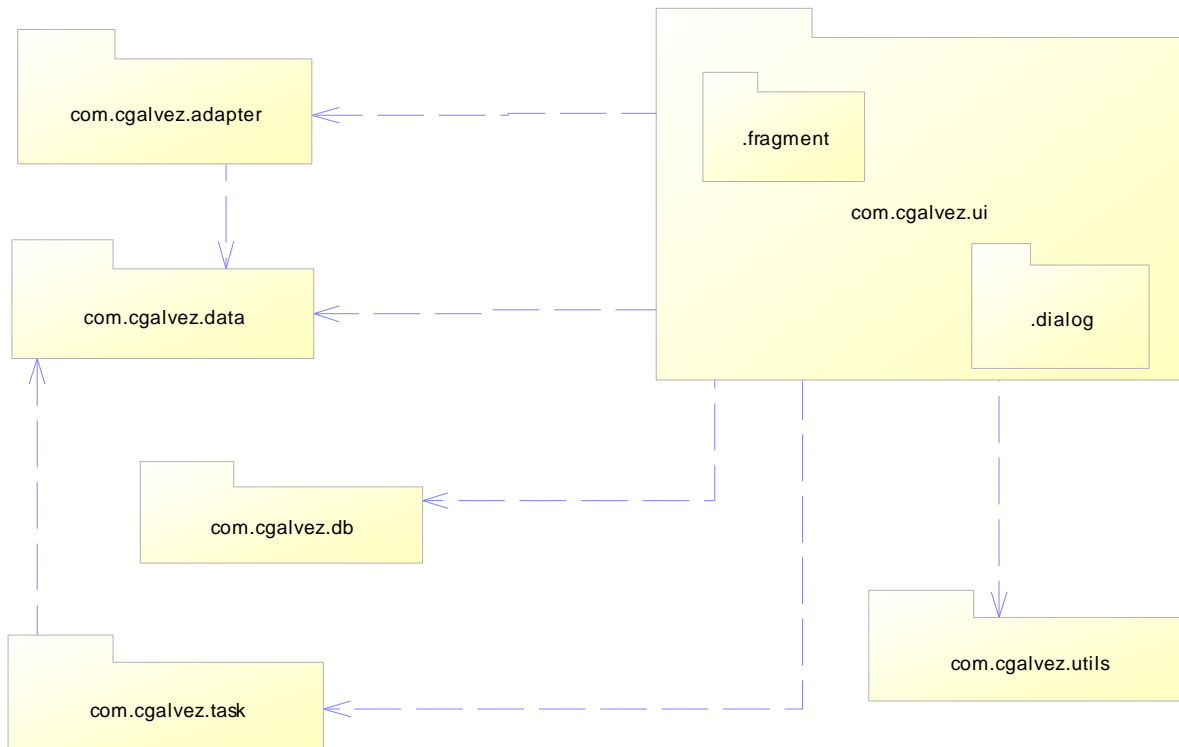 com.cgalvez.adapter
.fragment
com.cgalvez.ui
com.cgalvez.data
.dialog
com.cgalvez.db
com.cgalvez.utils
com.cgalvez.task